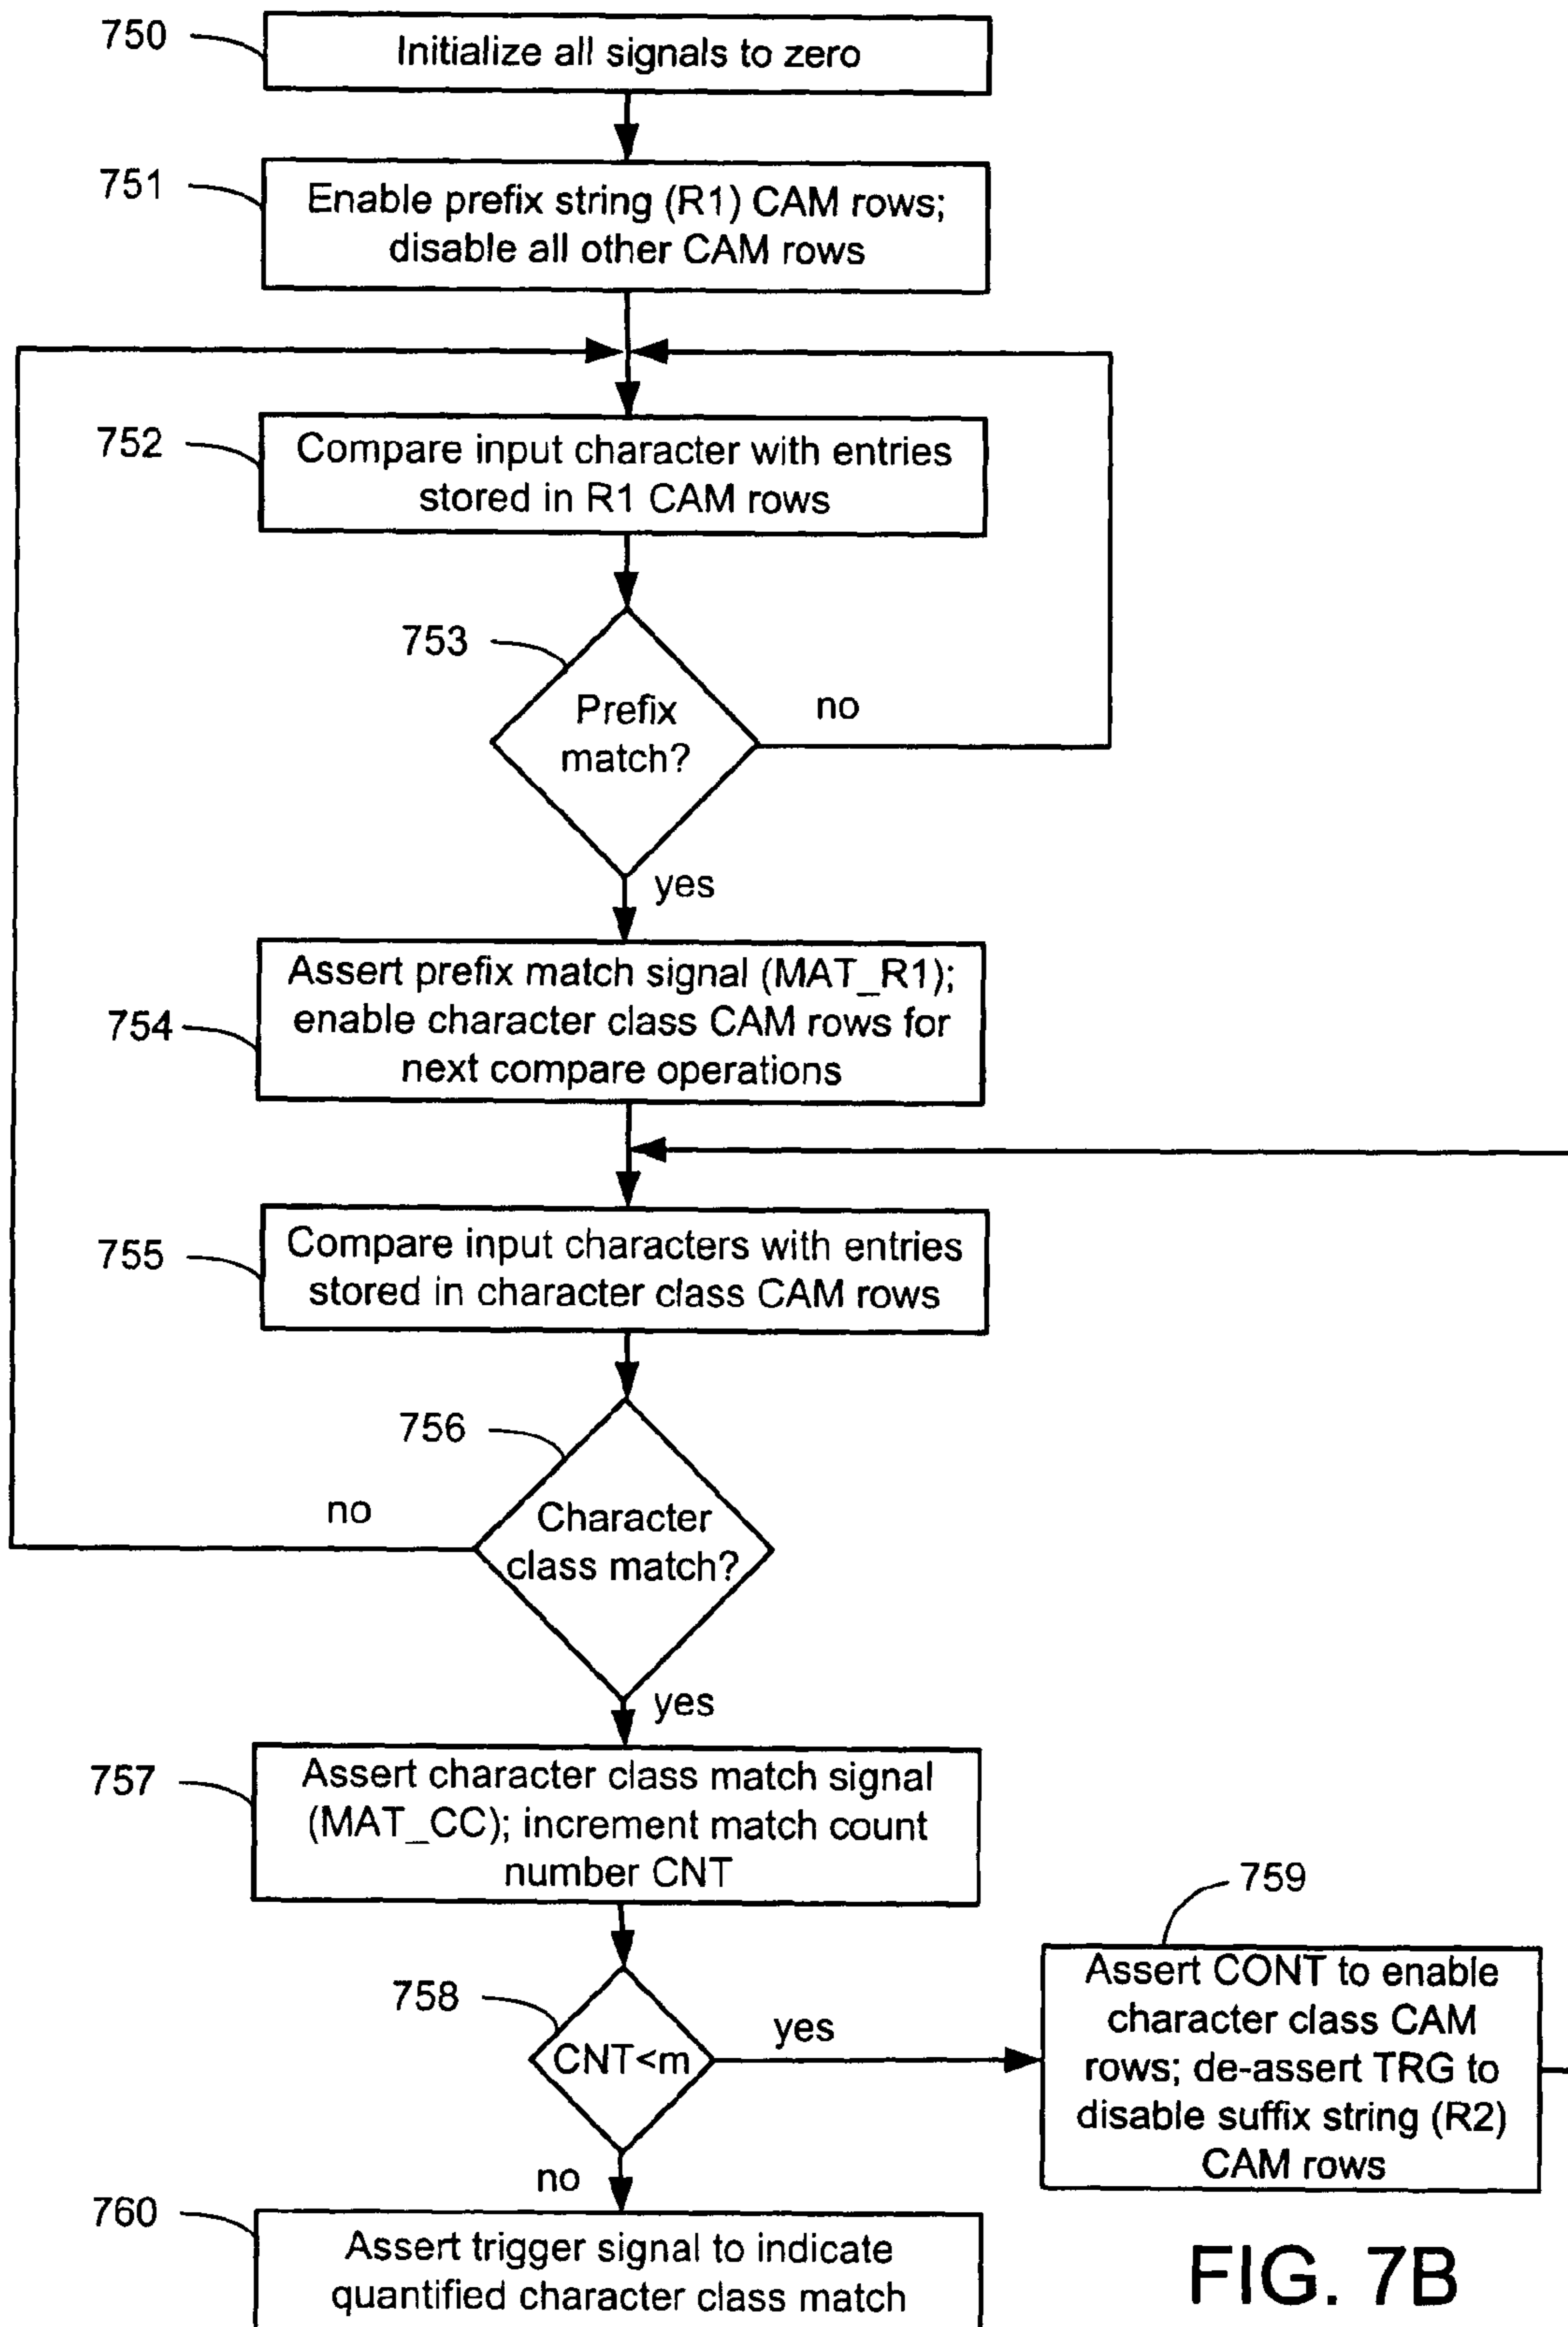 750
Initialize all signals to zero
751
Enable prefix string (R1) CAM rows;
disable all other CAM rows
752
Compare input character with entries
stored in R1 CAM rows
753
Prefix
match?
no
yes
754
Assert prefix match signal (MAT_R1);
enable character class CAM rows for
next compare operations
755
Compare input characters with entries
stored in character class CAM rows
756
Character
class match?
no
yes
757
Assert character class match signal
(MAT_CC); increment match count
number CNT
758
CNT<m
yes
no
759
Assert CONT to enable
character class CAM
rows; de-assert TRG to
disable suffix string (R2)
CAM rows
760
Assert trigger signal to indicate
quantified character class match
FIG. 7B